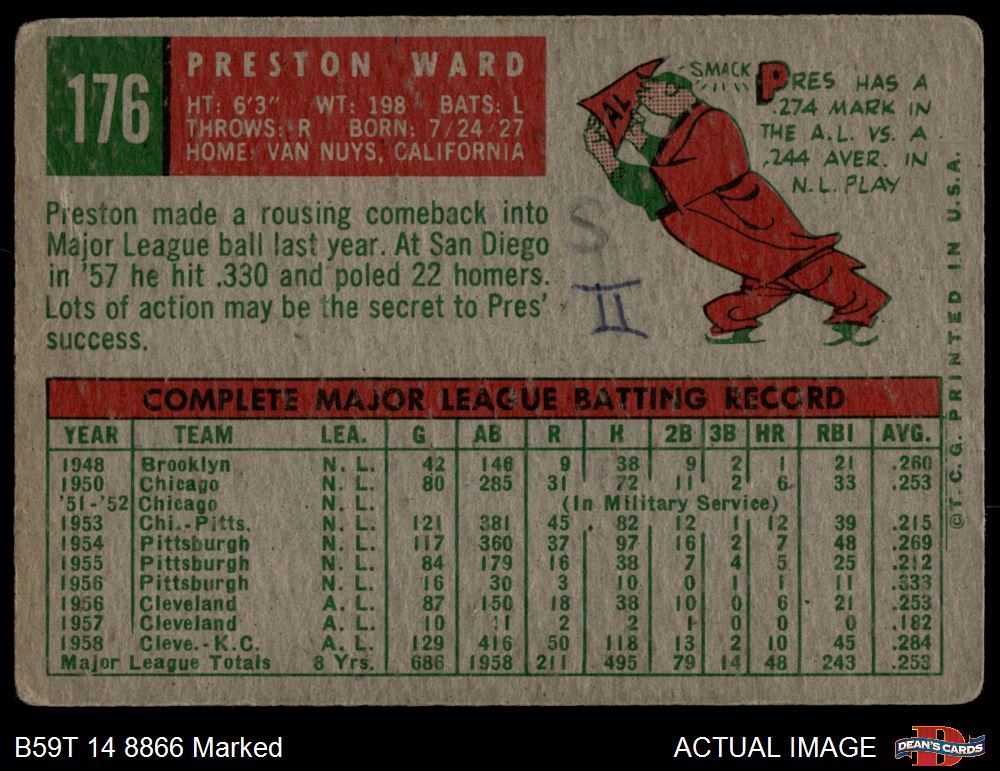 176
PRESTON WARD
HT: 6'3" WT: 198 BATS: L
THROWS: R BORN: 7/24/27
HOME: VAN NUYS, CALIFORNIA
SMACK
AL
PRES HAS A
.274 MARK IN
THE A.L. VS. A
.244 AVER. IN
N.L. PLAY
Preston made a rousing comeback into
Major League ball last year. At San Diego
in '57 he hit .330 and poled 22 homers.
Lots of action may be the secret to Pres'
success.
S
II
COMPLETE MAJOR LEAGUE BATTING RECORD
YEAR TEAM LEA. G AB R H 2B 3B HR RBI AVG.
1948 Brooklyn N. L. 42 146 9 38 9 2 1 21 .260
1950 Chicago N. L. 80 285 31 72 11 2 6 33 .253
'51-'52 Chicago N. L. (In Military Service)
1953 Chi.-Pitts. N. L. 121 381 45 82 12 1 12 39 .215
1954 Pittsburgh N. L. 117 360 37 97 16 2 7 48 .269
1955 Pittsburgh N. L. 84 179 16 38 7 4 5 25 .212
1956 Pittsburgh N. L. 16 30 3 10 0 1 1 11 .333
1956 Cleveland A. L. 87 150 18 38 10 0 6 21 .253
1957 Cleveland A. L. 10 11 2 2 1 0 0 0 .182
1958 Cleve.-K.C. A. L. 129 416 50 118 13 2 10 45 .284
Major League Totals 8 Yrs. 686 1958 211 495 79 14 48 243 .253
©T.C.G. PRINTED IN U.S.A.
B59T 14 8866 Marked
ACTUAL IMAGE
DEAN'S CARDS